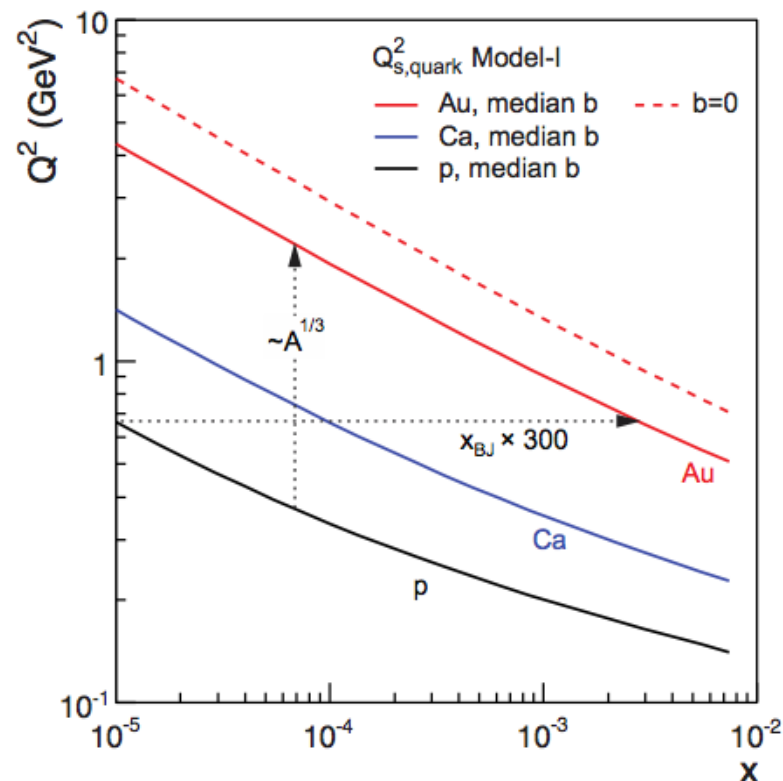 10
Q²s,quark Model-I
Au, median b
b=0
Ca, median b
p, median b
Q² (GeV²)
~A^1/3
1
x_BJ × 300
Au
Ca
p
10⁻¹
10⁻⁵
10⁻⁴
10⁻³
10⁻²
x